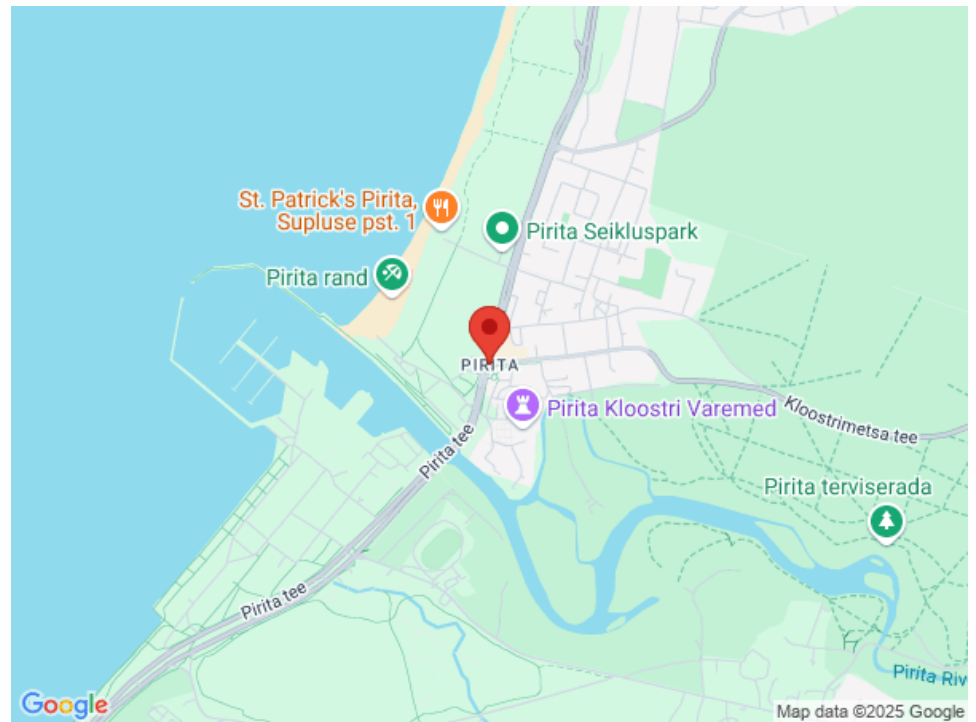 St. Patrick's Pirita,
Supluse pst. 1
Pirita Seikluspark
Pirita rand
PIRITA
Pirita Kloostri Varemed
Kloostrimetsa tee
Pirita tee
Pirita terviserada
Pirita tee
Pirita Riv
Google
Map data ©2025 Google